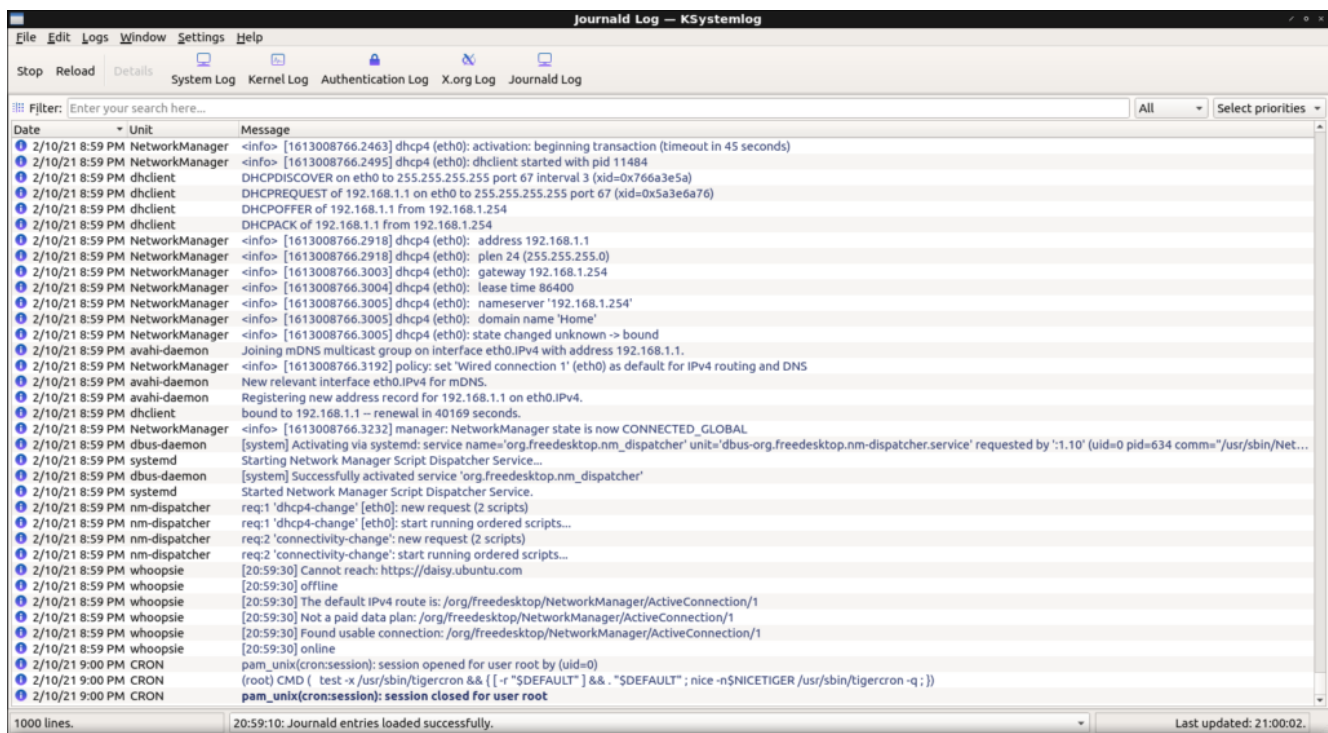 Journald Log — KSystemlog
File Edit Logs Window Settings Help
Stop Reload Details System Log Kernel Log Authentication Log X.org Log Journald Log
Filter: Enter your search here... All Select priorities
Date Unit Message
2/10/21 8:59 PM NetworkManager <info> [1613008766.2463] dhcp4 (eth0): activation: beginning transaction (timeout in 45 seconds)
2/10/21 8:59 PM NetworkManager <info> [1613008766.2495] dhcp4 (eth0): dhclient started with pid 11484
2/10/21 8:59 PM dhclient DHCPDISCOVER on eth0 to 255.255.255.255 port 67 interval 3 (xid=0x766a3e5a)
2/10/21 8:59 PM dhclient DHCPREQUEST of 192.168.1.1 on eth0 to 255.255.255.255 port 67 (xid=0x5a3e6a76)
2/10/21 8:59 PM dhclient DHCPOFFER of 192.168.1.1 from 192.168.1.254
2/10/21 8:59 PM dhclient DHCPACK of 192.168.1.1 from 192.168.1.254
2/10/21 8:59 PM NetworkManager <info> [1613008766.2918] dhcp4 (eth0): address 192.168.1.1
2/10/21 8:59 PM NetworkManager <info> [1613008766.2918] dhcp4 (eth0): plen 24 (255.255.255.0)
2/10/21 8:59 PM NetworkManager <info> [1613008766.3003] dhcp4 (eth0): gateway 192.168.1.254
2/10/21 8:59 PM NetworkManager <info> [1613008766.3004] dhcp4 (eth0): lease time 86400
2/10/21 8:59 PM NetworkManager <info> [1613008766.3005] dhcp4 (eth0): nameserver '192.168.1.254'
2/10/21 8:59 PM NetworkManager <info> [1613008766.3005] dhcp4 (eth0): domain name 'Home'
2/10/21 8:59 PM NetworkManager <info> [1613008766.3005] dhcp4 (eth0): state changed unknown -> bound
2/10/21 8:59 PM avahi-daemon Joining mDNS multicast group on interface eth0.IPv4 with address 192.168.1.1.
2/10/21 8:59 PM NetworkManager <info> [1613008766.3192] policy: set 'Wired connection 1' (eth0) as default for IPv4 routing and DNS
2/10/21 8:59 PM avahi-daemon New relevant interface eth0.IPv4 for mDNS.
2/10/21 8:59 PM avahi-daemon Registering new address record for 192.168.1.1 on eth0.IPv4.
2/10/21 8:59 PM dhclient bound to 192.168.1.1 -- renewal in 40169 seconds.
2/10/21 8:59 PM NetworkManager <info> [1613008766.3232] manager: NetworkManager state is now CONNECTED_GLOBAL
2/10/21 8:59 PM dbus-daemon [system] Activating via systemd: service name='org.freedesktop.nm_dispatcher' unit='dbus-org.freedesktop.nm-dispatcher.service' requested by ':1.10' (uid=0 pid=634 comm="/usr/sbin/Net...
2/10/21 8:59 PM systemd Starting Network Manager Script Dispatcher Service...
2/10/21 8:59 PM dbus-daemon [system] Successfully activated service 'org.freedesktop.nm_dispatcher'
2/10/21 8:59 PM systemd Started Network Manager Script Dispatcher Service.
2/10/21 8:59 PM nm-dispatcher req:1 'dhcp4-change' [eth0]: new request (2 scripts)
2/10/21 8:59 PM nm-dispatcher req:1 'dhcp4-change' [eth0]: start running ordered scripts...
2/10/21 8:59 PM nm-dispatcher req:2 'connectivity-change': new request (2 scripts)
2/10/21 8:59 PM nm-dispatcher req:2 'connectivity-change': start running ordered scripts...
2/10/21 8:59 PM whoopsie [20:59:30] Cannot reach: https://daisy.ubuntu.com
2/10/21 8:59 PM whoopsie [20:59:30] offline
2/10/21 8:59 PM whoopsie [20:59:30] The default IPv4 route is: /org/freedesktop/NetworkManager/ActiveConnection/1
2/10/21 8:59 PM whoopsie [20:59:30] Not a paid data plan: /org/freedesktop/NetworkManager/ActiveConnection/1
2/10/21 8:59 PM whoopsie [20:59:30] Found usable connection: /org/freedesktop/NetworkManager/ActiveConnection/1
2/10/21 8:59 PM whoopsie [20:59:30] online
2/10/21 9:00 PM CRON pam_unix(cron:session): session opened for user root by (uid=0)
2/10/21 9:00 PM CRON (root) CMD ( test -x /usr/sbin/tigercron && { [ -r "$DEFAULT" ] && . "$DEFAULT" ; nice -n$NICETIGER /usr/sbin/tigercron -q ; })
2/10/21 9:00 PM CRON pam_unix(cron:session): session closed for user root
1000 lines. 20:59:10: Journald entries loaded successfully. Last updated: 21:00:02.